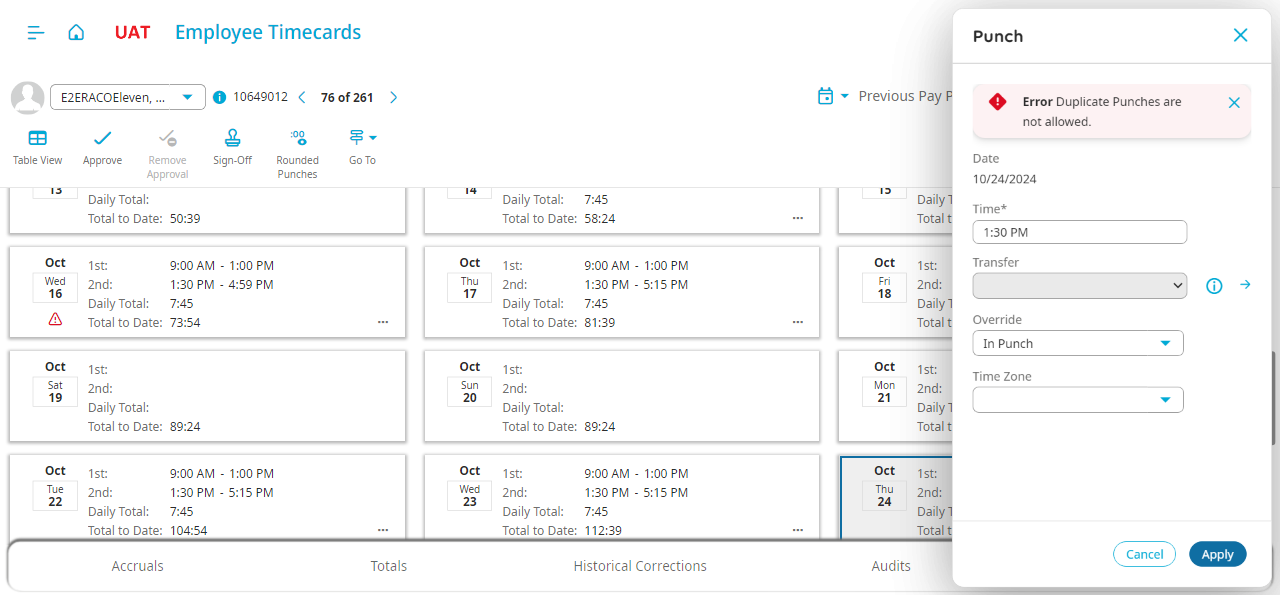 UAT Employee Timecards
E2ERACOEleven, ... 10649012 76 of 261 Previous Pay P
Table View Approve Remove Approval Sign-Off :00 Rounded Punches Go To
13
Daily Total:
Total to Date: 50:39
14
Daily Total: 7:45
Total to Date: 58:24 ...
15
Daily T
Total t
Oct
Wed
16
1st: 9:00 AM - 1:00 PM
2nd: 1:30 PM - 4:59 PM
Daily Total: 7:45
Total to Date: 73:54 ...
Oct
Thu
17
1st: 9:00 AM - 1:00 PM
2nd: 1:30 PM - 5:15 PM
Daily Total: 7:45
Total to Date: 81:39 ...
Oct
Fri
18
1st:
2nd:
Daily T
Total t
Oct
Sat
19
1st:
2nd:
Daily Total:
Total to Date: 89:24
Oct
Sun
20
1st:
2nd:
Daily Total:
Total to Date: 89:24
Oct
Mon
21
1st:
2nd:
Daily T
Total t
Oct
Tue
22
1st: 9:00 AM - 1:00 PM
2nd: 1:30 PM - 5:15 PM
Daily Total: 7:45
Total to Date: 104:54 ...
Oct
Wed
23
1st: 9:00 AM - 1:00 PM
2nd: 1:30 PM - 5:15 PM
Daily Total: 7:45
Total to Date: 112:39 ...
Oct
Thu
24
1st:
2nd:
Daily T
Total t
Accruals Totals Historical Corrections Audits
Punch
Error Duplicate Punches are
not allowed.
Date
10/24/2024
Time*
1:30 PM
Transfer
Override
In Punch
Time Zone
Cancel Apply